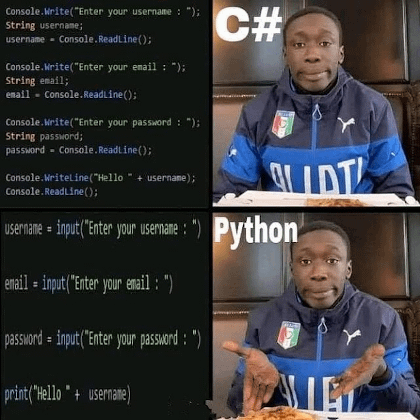 Console.Write("Enter your username : ");
String username;
username = Console.ReadLine();
Console.Write("Enter your email : ");
String email;
email = Console.ReadLine();
Console.Write("Enter your password : ");
String password;
password = Console.ReadLine();
Console.WriteLine("Hello " + username);
Console.ReadLine();
C#
username = input("Enter your username : ")
email = input("Enter your email : ")
password = input("Enter your password : ")
print("Hello " + username)
Python